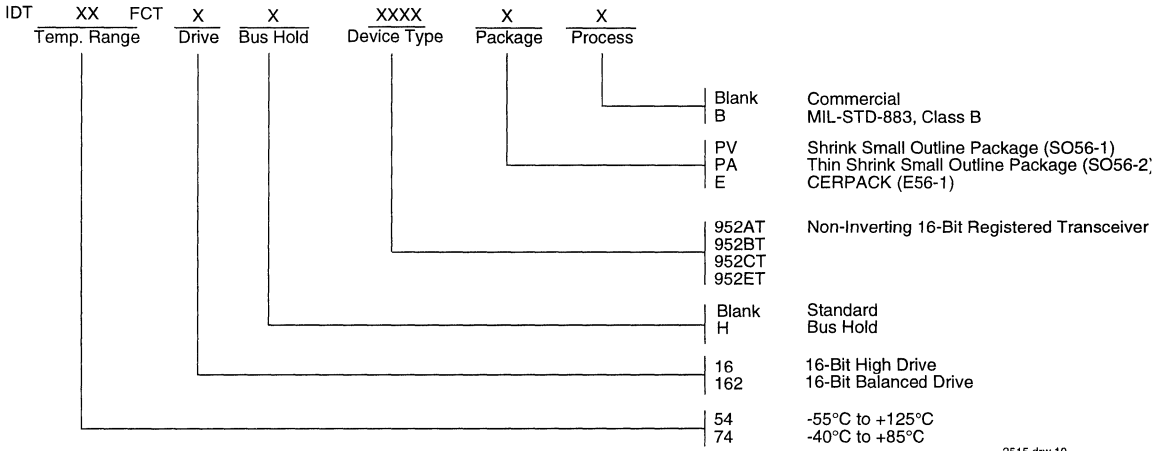 IDT XX FCT X X XXXX X X
Temp. Range Drive Bus Hold Device Type Package Process
Blank Commercial
B MIL-STD-883, Class B
PV Shrink Small Outline Package (SO56-1)
PA Thin Shrink Small Outline Package (SO56-2)
E CERPACK (E56-1)
952AT Non-Inverting 16-Bit Registered Transceiver
952BT
952CT
952ET
Blank Standard
H Bus Hold
16 16-Bit High Drive
162 16-Bit Balanced Drive
54 -55°C to +125°C
74 -40°C to +85°C